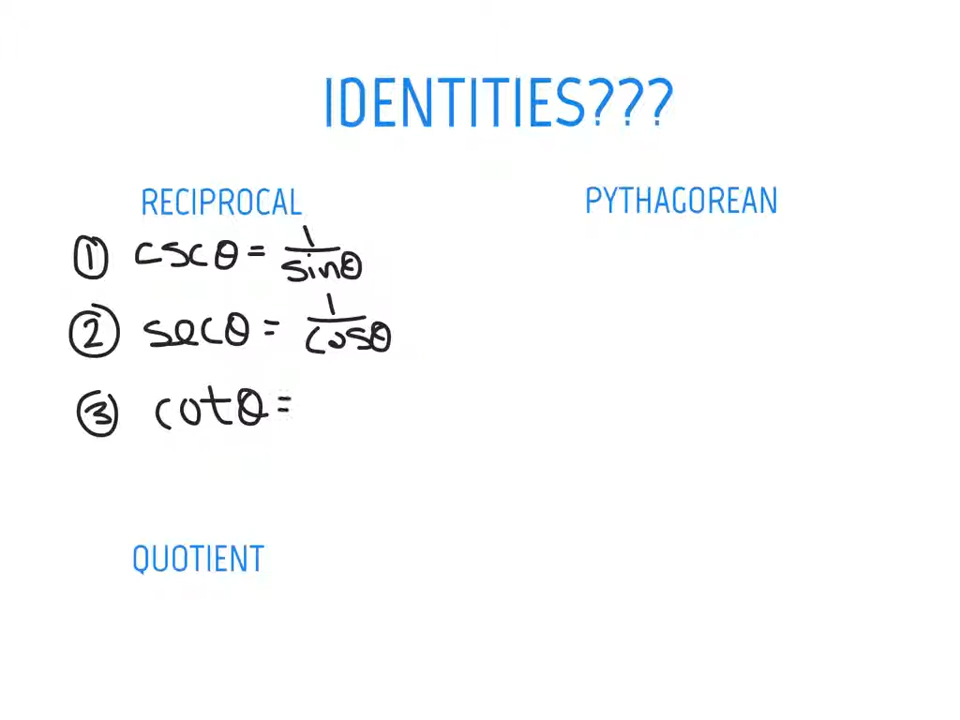 IDENTITIES???
RECIPROCAL
① cscθ = 1/sinθ
② secθ = 1/cosθ
③ cotθ =
PYTHAGOREAN
QUOTIENT